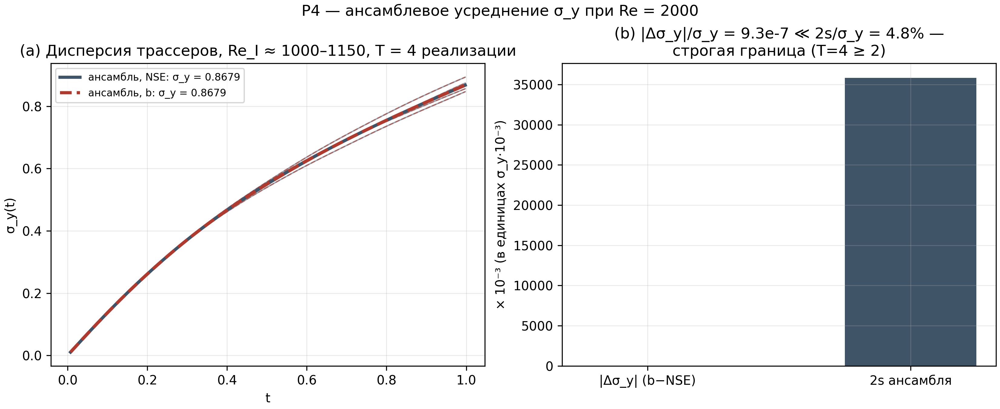 P4 — ансамблевое усреднение σ_y при Re = 2000
(a) Дисперсия трассеров, Re_I ≈ 1000–1150, T = 4 реализации
ансамбль, NSE: σ_y = 0.8679
ансамбль, b: σ_y = 0.8679
σ_y(t)
0.8
0.6
0.4
0.2
0.0
0.0 0.2 0.4 0.6 0.8 1.0
t
(b) |Δσ_y|/σ_y = 9.3e-7 ≪ 2s/σ_y = 4.8% —
строгая граница (T=4 ≥ 2)
× 10⁻³ (в единицах σ_y·10⁻³)
35000
30000
25000
20000
15000
10000
5000
0
|Δσ_y| (b−NSE) 2s ансамбля